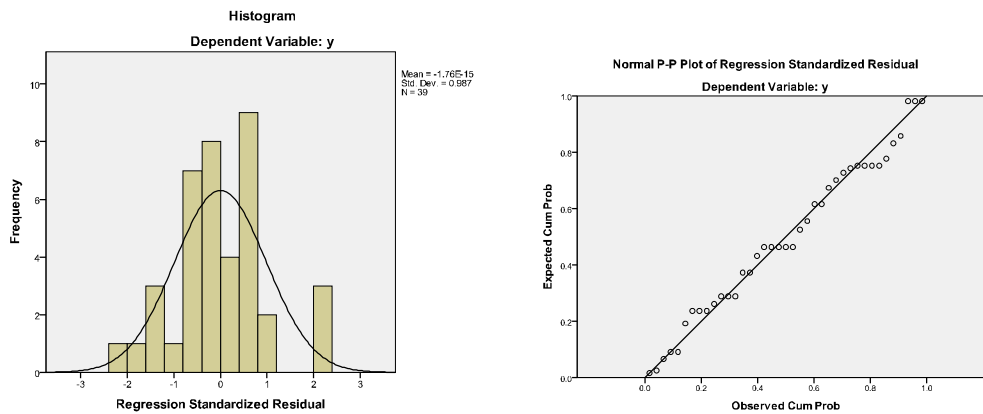 Histogram
Dependent Variable: y
Mean = -1.76E-15
Std. Dev. = 0.987
N = 39
Frequency
10
8
6
4
2
0
-3
-2
-1
0
1
2
3
Regression Standardized Residual
Normal P-P Plot of Regression Standardized Residual
Dependent Variable: y
Expected Cum Prob
1.0
0.8
0.6
0.4
0.2
0.0
0.0
0.2
0.4
0.6
0.8
1.0
Observed Cum Prob